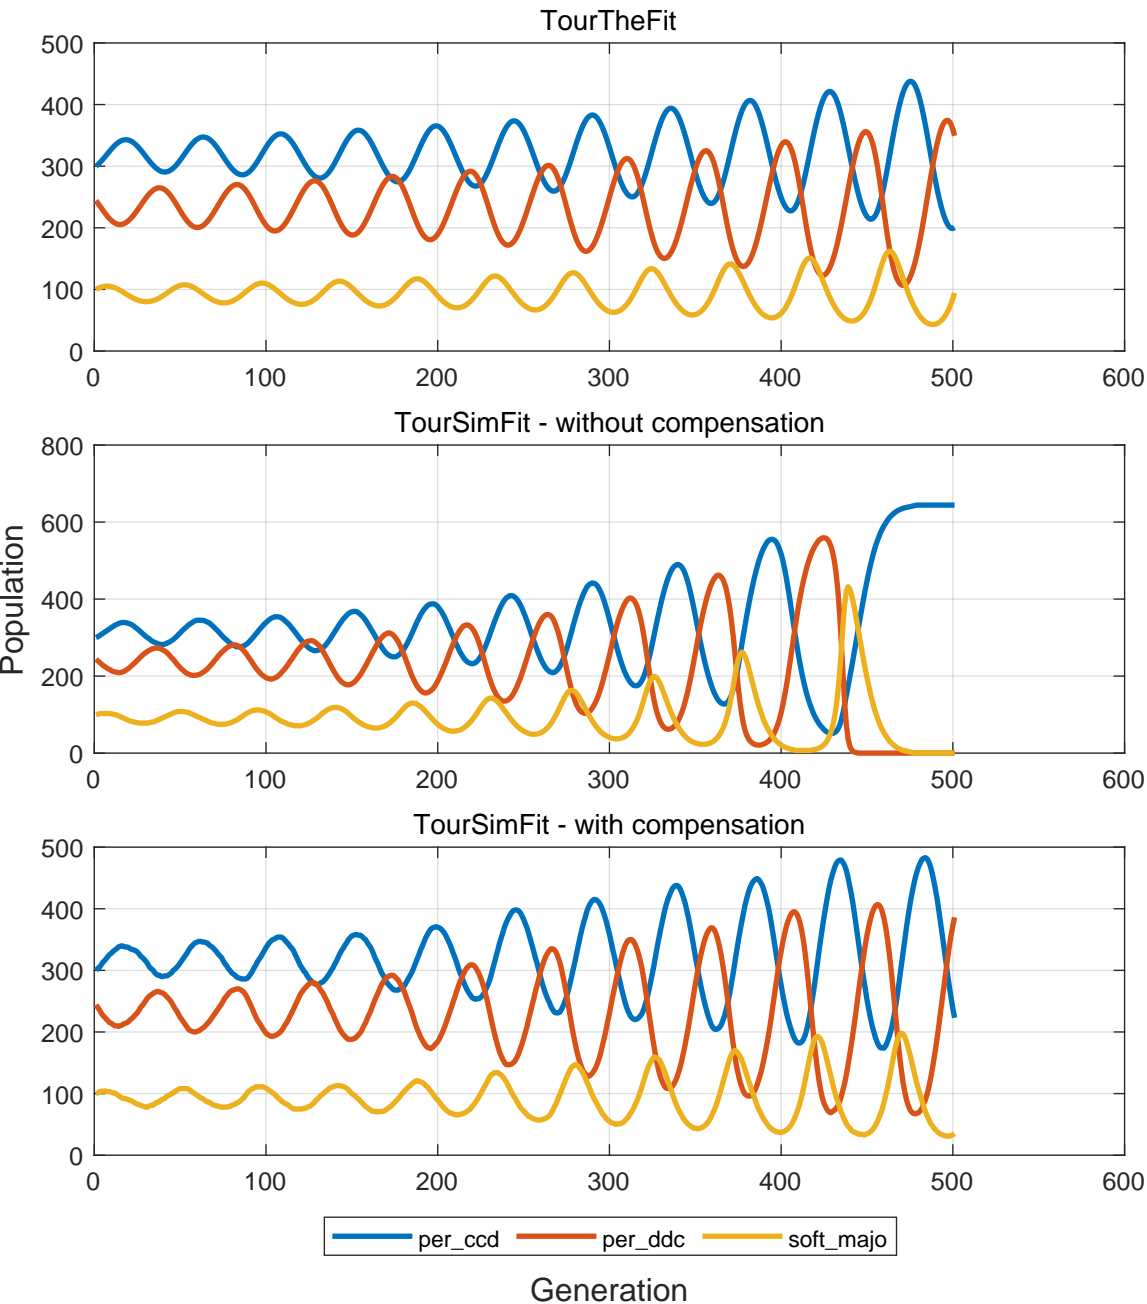 TourTheFit
500
400
300
200
100
0
0 100 200 300 400 500 600
TourSimFit - without compensation
Population
800
600
400
200
0
0 100 200 300 400 500 600
TourSimFit - with compensation
500
400
300
200
100
0
0 100 200 300 400 500 600
per_ccd per_ddc soft_majo
Generation